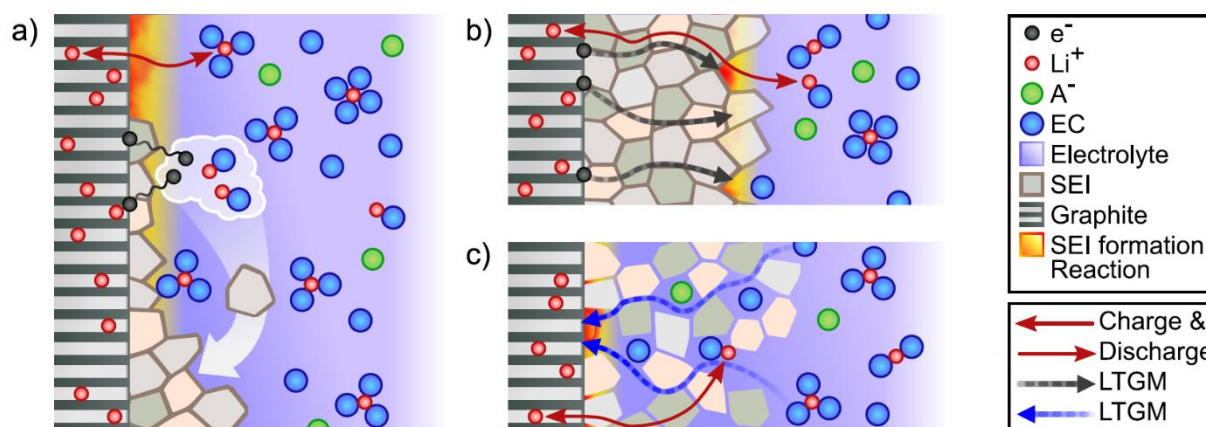 a)
b)
c)
e⁻
Li⁺
A⁻
EC
Electrolyte
SEI
Graphite
SEI formation
Reaction
Charge &
Discharge
LTGM
LTGM